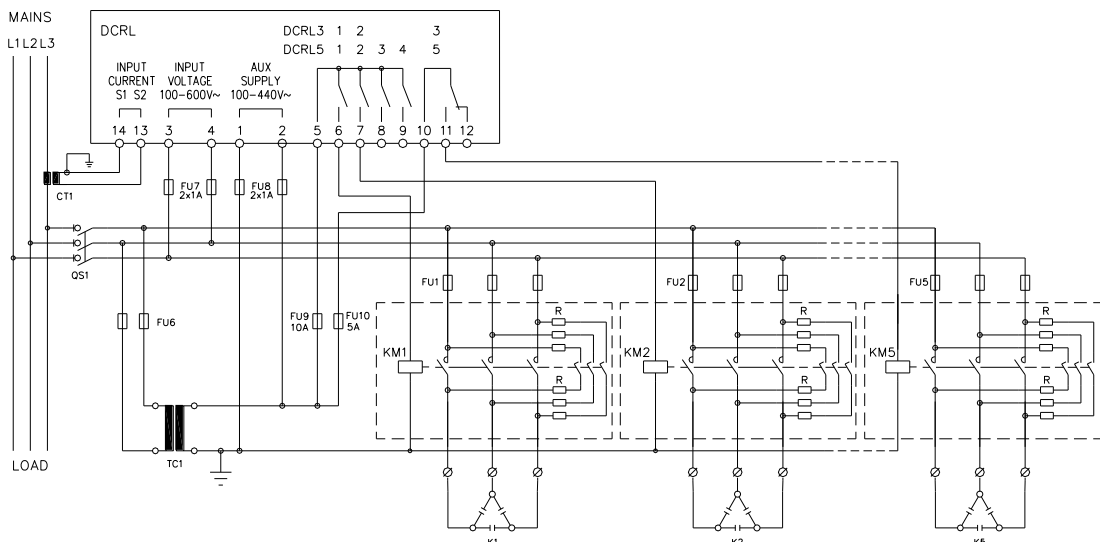 MAINS
L1 L2 L3
DCRL
DCRL3 1 2 3
DCRL5 1 2 3 4 5
INPUT CURRENT S1 S2
INPUT VOLTAGE 100-600V~
AUX SUPPLY 100-440V~
14 13 3 4 1 2 5 6 7 8 9 10 11 12
CT1
FU7 2x1A
FU8 2x1A
QS1
FU1
FU2
FU5
FU6
FU9 10A
FU10 5A
R
R
R
KM1
KM2
KM5
R
R
R
LOAD
TC1
K1
K2
K5